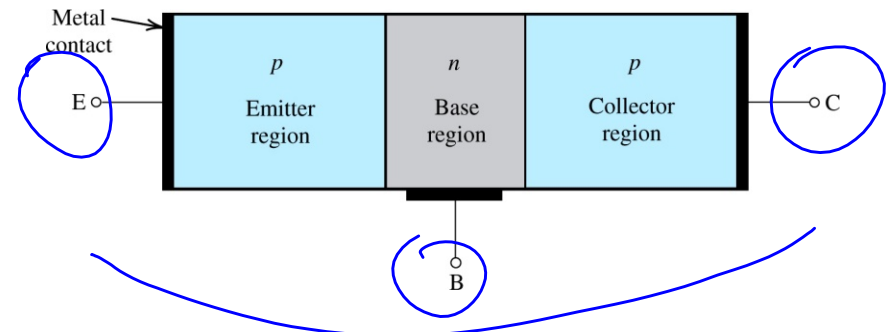 Metal
contact
p
n
p
E
Emitter
region
Base
region
Collector
region
C
B